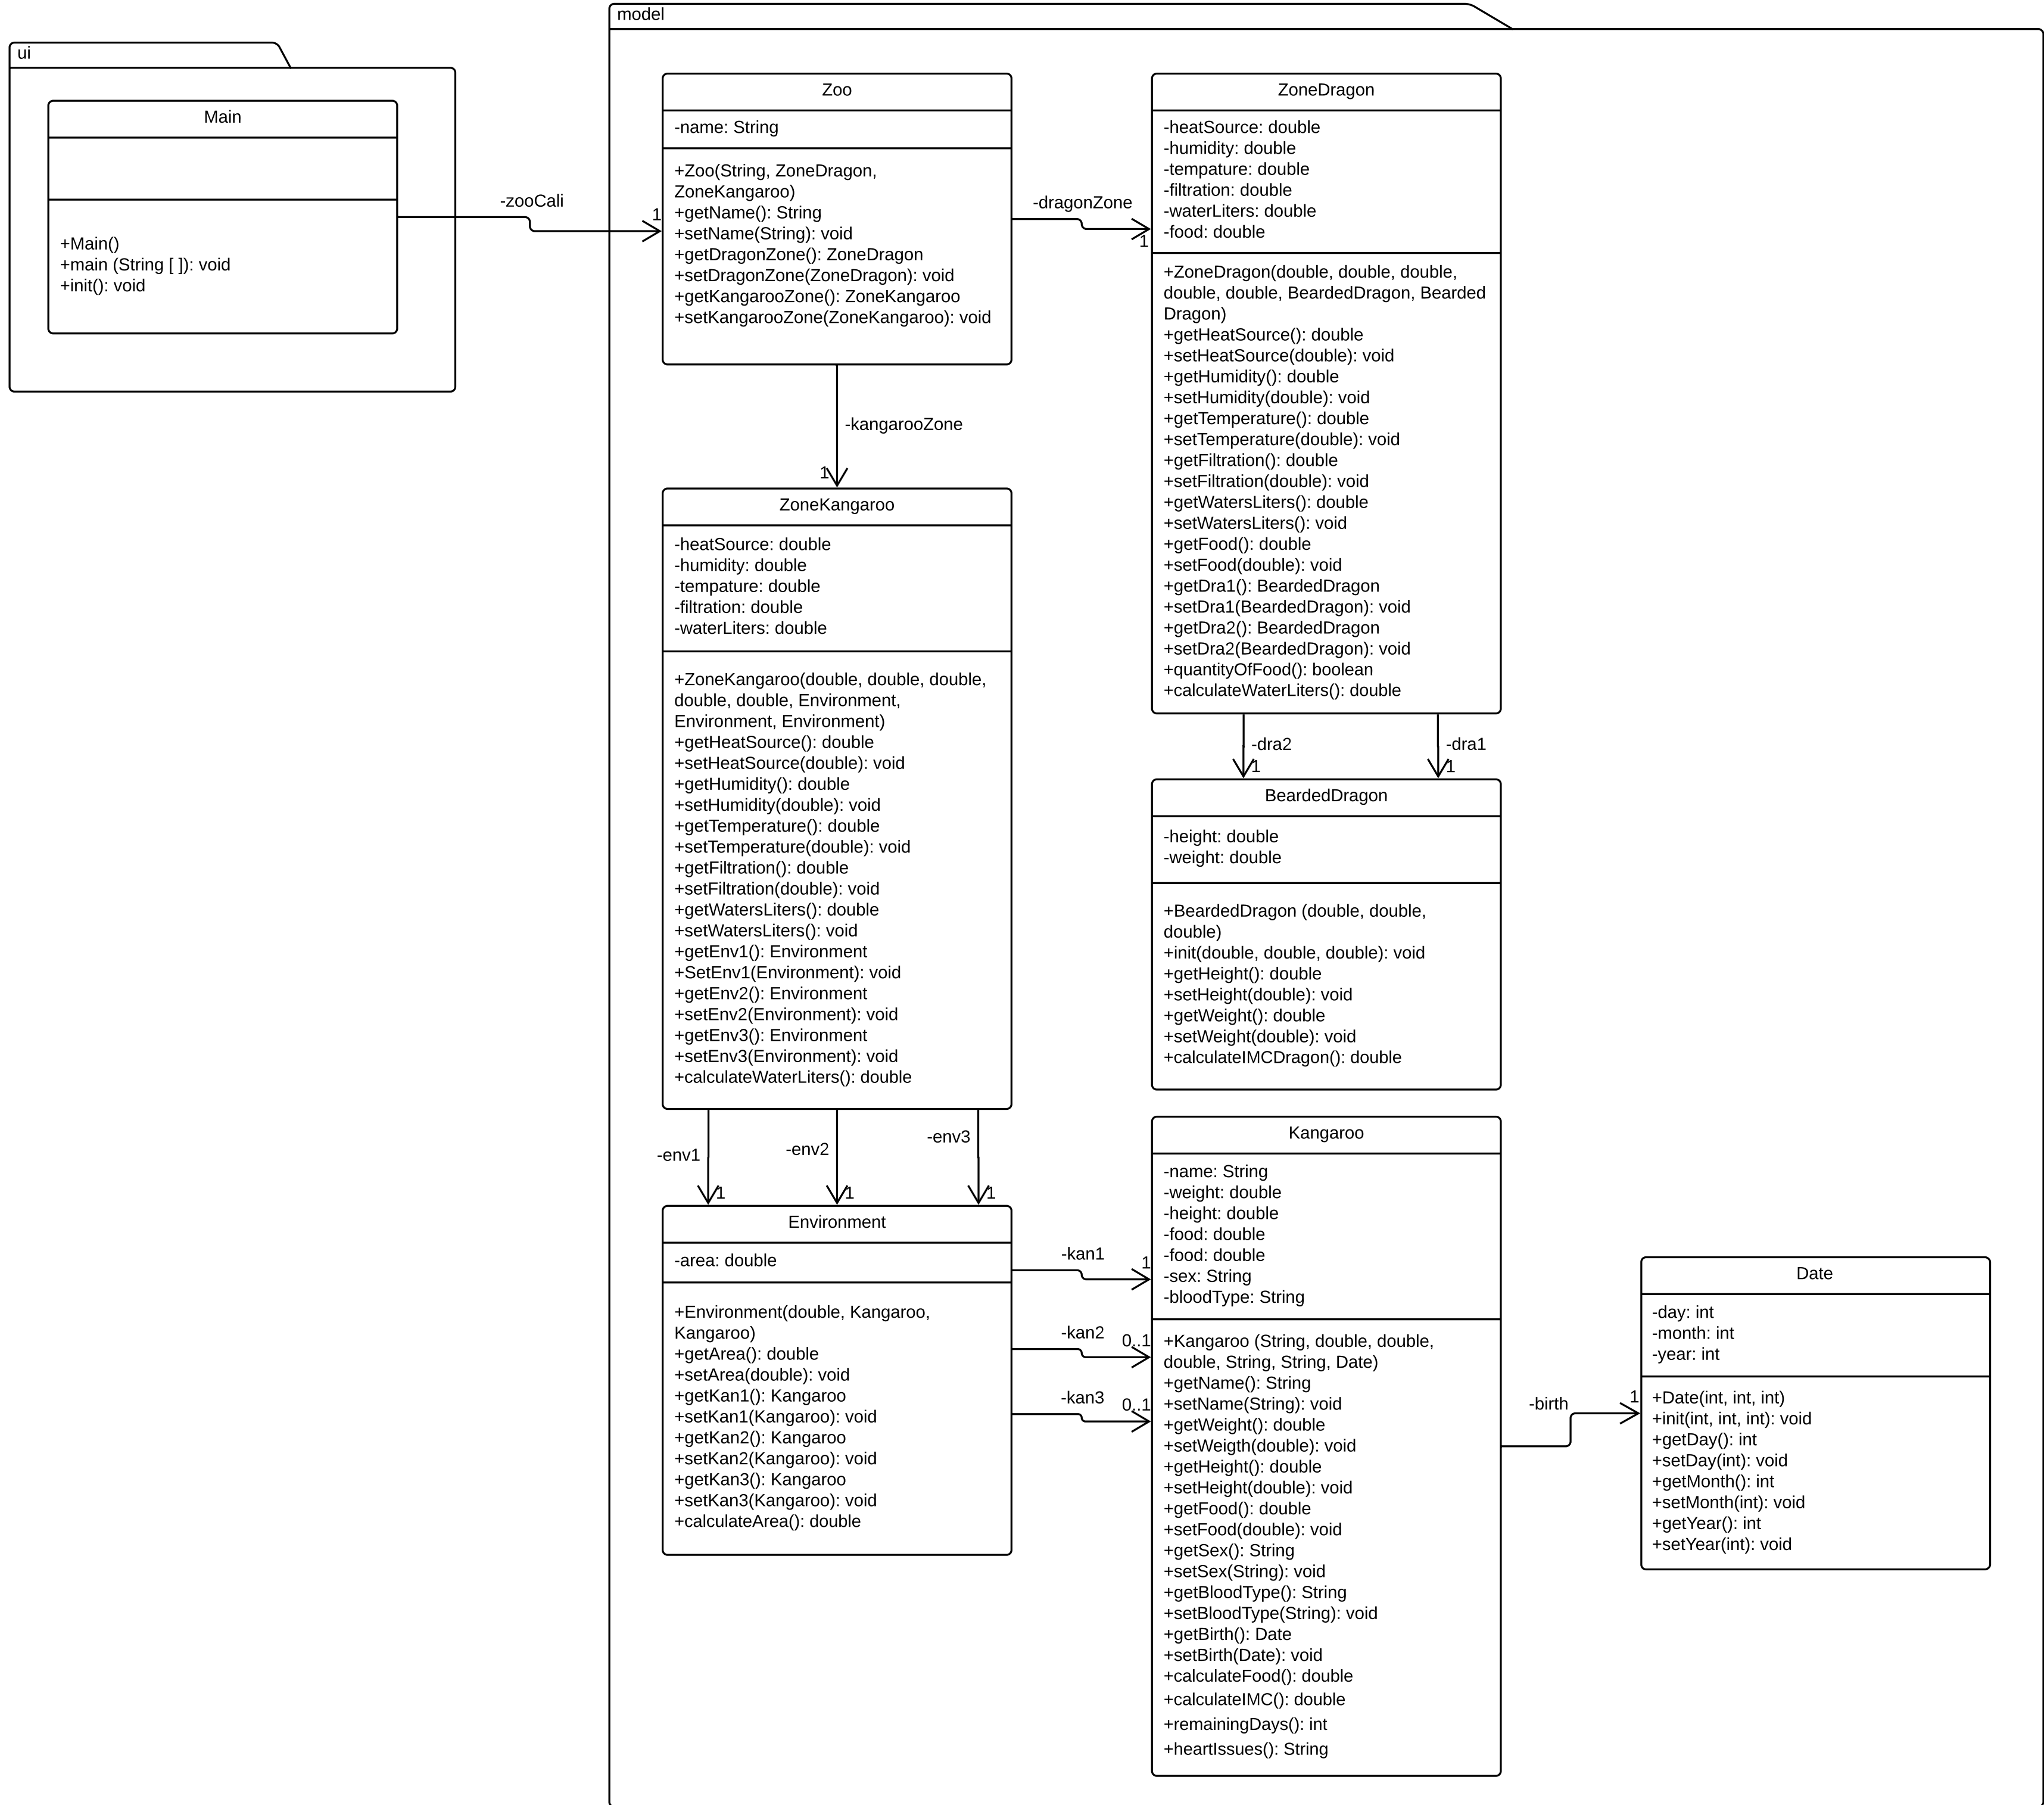 model
ui
Main
+Main()
+main (String [ ]): void
+init(): void
-zooCali
1
Zoo
-name: String
+Zoo(String, ZoneDragon,
ZoneKangaroo)
+getName(): String
+setName(String): void
+getDragonZone(): ZoneDragon
+setDragonZone(ZoneDragon): void
+getKangarooZone(): ZoneKangaroo
+setKangarooZone(ZoneKangaroo): void
-dragonZone
1
ZoneDragon
-heatSource: double
-humidity: double
-tempature: double
-filtration: double
-waterLiters: double
-food: double
+ZoneDragon(double, double, double,
double, double, BeardedDragon, Bearded
Dragon)
+getHeatSource(): double
+setHeatSource(double): void
+getHumidity(): double
+setHumidity(double): void
+getTemperature(): double
+setTemperature(double): void
+getFiltration(): double
+setFiltration(double): void
+getWatersLiters(): double
+setWatersLiters(): void
+getFood(): double
+setFood(double): void
+getDra1(): BeardedDragon
+setDra1(BeardedDragon): void
+getDra2(): BeardedDragon
+setDra2(BeardedDragon): void
+quantityOfFood(): boolean
+calculateWaterLiters(): double
-kangarooZone
1
ZoneKangaroo
-heatSource: double
-humidity: double
-tempature: double
-filtration: double
-waterLiters: double
+ZoneKangaroo(double, double, double,
double, double, Environment,
Environment, Environment)
+getHeatSource(): double
+setHeatSource(double): void
+getHumidity(): double
+setHumidity(double): void
+getTemperature(): double
+setTemperature(double): void
+getFiltration(): double
+setFiltration(double): void
+getWatersLiters(): double
+setWatersLiters(): void
+getEnv1(): Environment
+SetEnv1(Environment): void
+getEnv2(): Environment
+setEnv2(Environment): void
+getEnv3(): Environment
+setEnv3(Environment): void
+calculateWaterLiters(): double
-dra2
1
-dra1
1
BeardedDragon
-height: double
-weight: double
+BeardedDragon (double, double,
double)
+init(double, double, double): void
+getHeight(): double
+setHeight(double): void
+getWeight(): double
+setWeight(double): void
+calculateIMCDragon(): double
-env1
1
-env2
1
-env3
1
Environment
-area: double
+Environment(double, Kangaroo,
Kangaroo)
+getArea(): double
+setArea(double): void
+getKan1(): Kangaroo
+setKan1(Kangaroo): void
+getKan2(): Kangaroo
+setKan2(Kangaroo): void
+getKan3(): Kangaroo
+setKan3(Kangaroo): void
+calculateArea(): double
-kan1
1
-kan2
0..1
-kan3
0..1
Kangaroo
-name: String
-weight: double
-height: double
-food: double
-food: double
-sex: String
-bloodType: String
+Kangaroo (String, double, double,
double, String, String, Date)
+getName(): String
+setName(String): void
+getWeight(): double
+setWeigth(double): void
+getHeight(): double
+setHeight(double): void
+getFood(): double
+setFood(double): void
+getSex(): String
+setSex(String): void
+getBloodType(): String
+setBloodType(String): void
+getBirth(): Date
+setBirth(Date): void
+calculateFood(): double
+calculateIMC(): double
+remainingDays(): int
+heartIssues(): String
-birth
1
Date
-day: int
-month: int
-year: int
+Date(int, int, int)
+init(int, int, int): void
+getDay(): int
+setDay(int): void
+getMonth(): int
+setMonth(int): void
+getYear(): int
+setYear(int): void